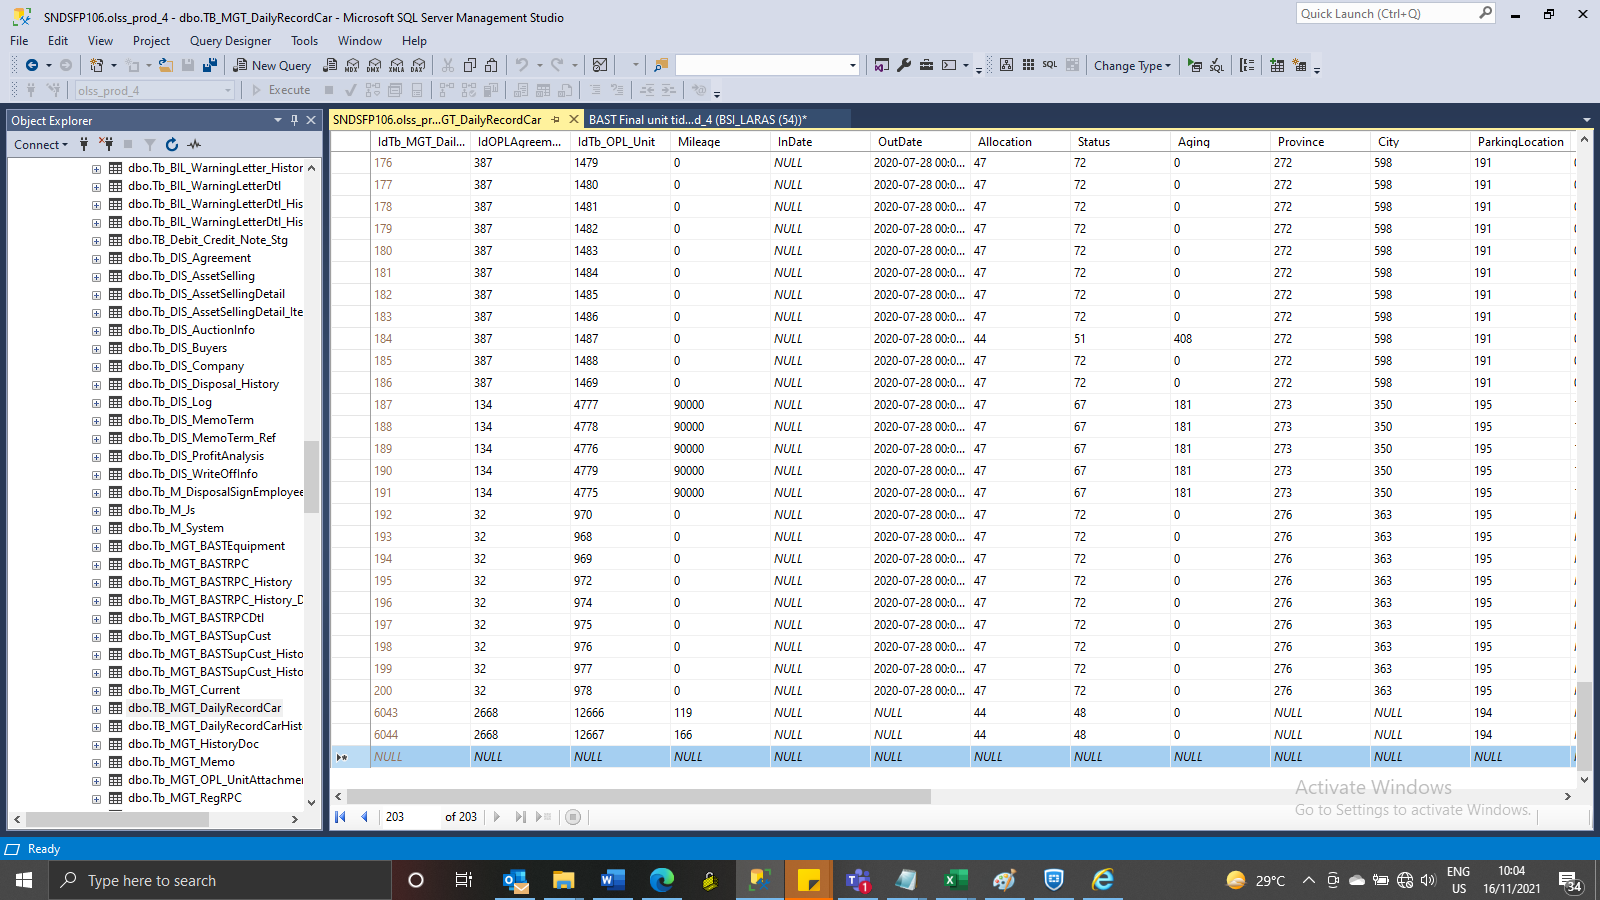 SNDSFP106.olss_prod_4 - dbo.TB_MGT_DailyRecordCar - Microsoft SQL Server Management Studio
Quick Launch (Ctrl+Q)
File Edit View Project Query Designer Tools Window Help
New Query MDX DMX XMLA DAX SQL Change Type SQL
olss_prod_4 Execute
Object Explorer
SNDSFP106.olss_pr...GT_DailyRecordCar BAST Final unit tid...d_4 (BSI_LARAS (54))*
Connect
dbo.Tb_BIL_WarningLetter_Histor
dbo.Tb_BIL_WarningLetterDtl
dbo.Tb_BIL_WarningLetterDtl_His
dbo.Tb_BIL_WarningLetterDtl_His
dbo.TB_Debit_Credit_Note_Stg
dbo.Tb_DIS_Agreement
dbo.Tb_DIS_AssetSelling
dbo.Tb_DIS_AssetSellingDetail
dbo.Tb_DIS_AssetSellingDetail_Ite
dbo.Tb_DIS_AuctionInfo
dbo.Tb_DIS_Buyers
dbo.Tb_DIS_Company
dbo.Tb_DIS_Disposal_History
dbo.Tb_DIS_Log
dbo.Tb_DIS_MemoTerm
dbo.Tb_DIS_MemoTerm_Ref
dbo.Tb_DIS_ProfitAnalysis
dbo.Tb_DIS_WriteOffInfo
dbo.Tb_M_DisposalSignEmployee
dbo.Tb_M_Js
dbo.Tb_M_System
dbo.Tb_MGT_BASTEquipment
dbo.Tb_MGT_BASTRPC
dbo.Tb_MGT_BASTRPC_History
dbo.Tb_MGT_BASTRPC_History_D
dbo.Tb_MGT_BASTRPCDtl
dbo.Tb_MGT_BASTSupCust
dbo.Tb_MGT_BASTSupCust_Histo
dbo.Tb_MGT_BASTSupCust_Histo
dbo.Tb_MGT_Current
dbo.TB_MGT_DailyRecordCar
dbo.TB_MGT_DailyRecordCarHist
dbo.Tb_MGT_HistoryDoc
dbo.Tb_MGT_Memo
dbo.Tb_MGT_OPL_UnitAttachmer
dbo.Tb_MGT_RegRPC
IdTb_MGT_Dail... IdOPLAgreem... IdTb_OPL_Unit Mileage InDate OutDate Allocation Status Aging Province City ParkingLocation
176 387 1479 0 NULL 2020-07-28 00:0... 47 72 0 272 598 191
177 387 1480 0 NULL 2020-07-28 00:0... 47 72 0 272 598 191
178 387 1481 0 NULL 2020-07-28 00:0... 47 72 0 272 598 191
179 387 1482 0 NULL 2020-07-28 00:0... 47 72 0 272 598 191
180 387 1483 0 NULL 2020-07-28 00:0... 47 72 0 272 598 191
181 387 1484 0 NULL 2020-07-28 00:0... 47 72 0 272 598 191
182 387 1485 0 NULL 2020-07-28 00:0... 47 72 0 272 598 191
183 387 1486 0 NULL 2020-07-28 00:0... 47 72 0 272 598 191
184 387 1487 0 NULL 2020-07-28 00:0... 44 51 408 272 598 191
185 387 1488 0 NULL 2020-07-28 00:0... 47 72 0 272 598 191
186 387 1469 0 NULL 2020-07-28 00:0... 47 72 0 272 598 191
187 134 4777 90000 NULL 2020-07-28 00:0... 47 67 181 273 350 195
188 134 4778 90000 NULL 2020-07-28 00:0... 47 67 181 273 350 195
189 134 4776 90000 NULL 2020-07-28 00:0... 47 67 181 273 350 195
190 134 4779 90000 NULL 2020-07-28 00:0... 47 67 181 273 350 195
191 134 4775 90000 NULL 2020-07-28 00:0... 47 67 181 273 350 195
192 32 970 0 NULL 2020-07-28 00:0... 47 72 0 276 363 195
193 32 968 0 NULL 2020-07-28 00:0... 47 72 0 276 363 195
194 32 969 0 NULL 2020-07-28 00:0... 47 72 0 276 363 195
195 32 972 0 NULL 2020-07-28 00:0... 47 72 0 276 363 195
196 32 974 0 NULL 2020-07-28 00:0... 47 72 0 276 363 195
197 32 975 0 NULL 2020-07-28 00:0... 47 72 0 276 363 195
198 32 976 0 NULL 2020-07-28 00:0... 47 72 0 276 363 195
199 32 977 0 NULL 2020-07-28 00:0... 47 72 0 276 363 195
200 32 978 0 NULL 2020-07-28 00:0... 47 72 0 276 363 195
6043 2668 12666 119 NULL NULL 44 48 0 NULL NULL 194
6044 2668 12667 166 NULL NULL 44 48 0 NULL NULL 194
NULL NULL NULL NULL NULL NULL NULL NULL NULL NULL NULL NULL
Activate Windows
Go to Settings to activate Windows.
203 of 203
Ready
Type here to search
1
29°C
ENG
US
10:04
16/11/2021
34